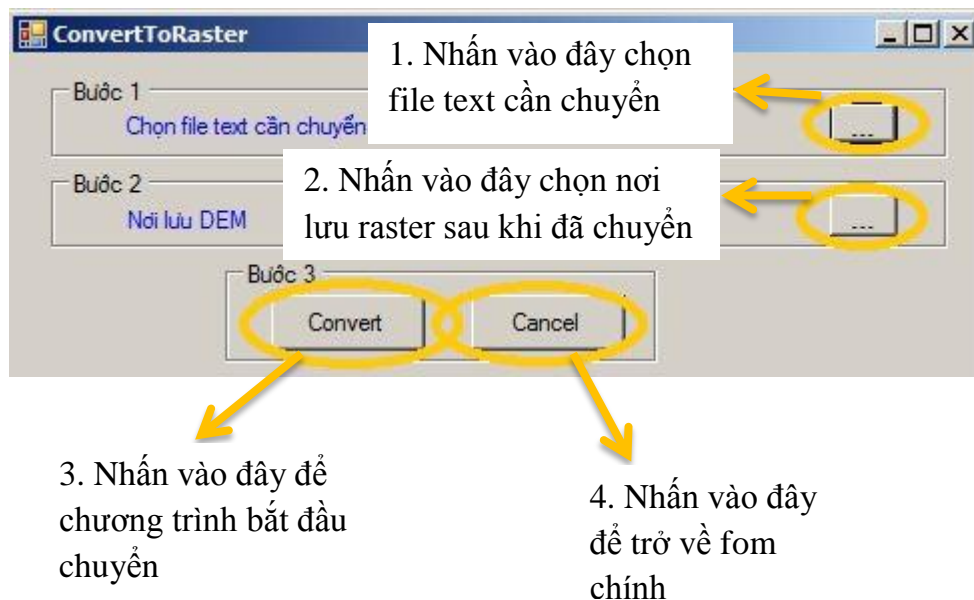 ConvertToRaster
1. Nhấn vào đây chọn
file text cần chuyển
Bước 1
Chọn file text cần chuyển
...
2. Nhấn vào đây chọn nơi
lưu raster sau khi đã chuyển
Bước 2
Nơi lưu DEM
...
Bước 3
Convert
Cancel
3. Nhấn vào đây để
chương trình bắt đầu
chuyển
4. Nhấn vào đây
để trở về fom
chính